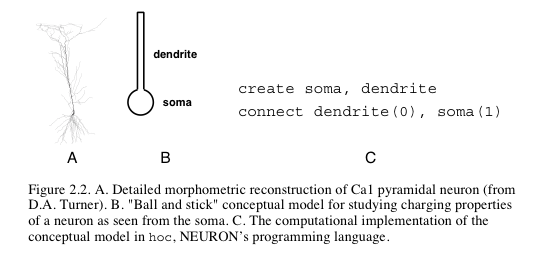 dendrite
soma
create soma, dendrite
connect dendrite(0), soma(1)
A
B
C
Figure 2.2. A. Detailed morphometric reconstruction of Ca1 pyramidal neuron (from
D.A. Turner). B. "Ball and stick" conceptual model for studying charging properties
of a neuron as seen from the soma. C. The computational implementation of the
conceptual model in hoc, NEURON's programming language.